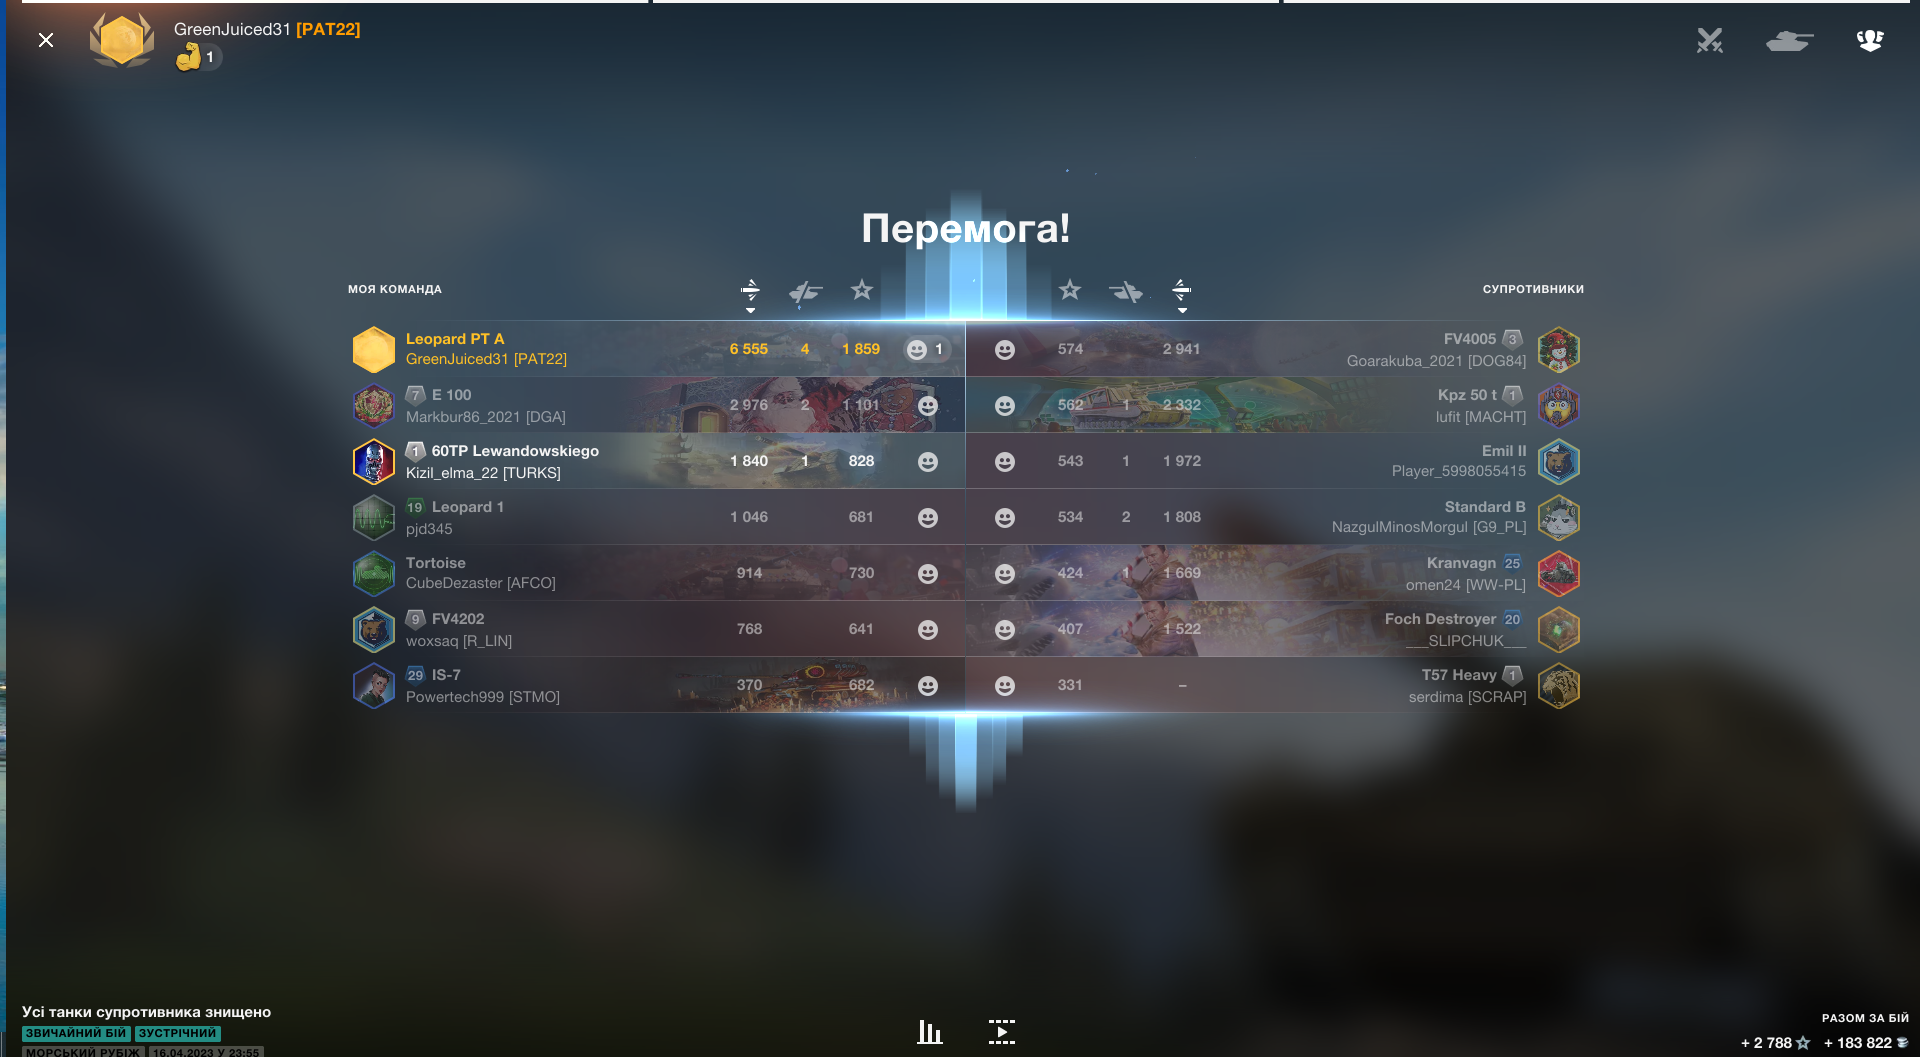 GreenJuiced31 [PAT22]
1
Перемога!
МОЯ КОМАНДА
СУПРОТИВНИКИ
Leopard PT A
GreenJuiced31 [PAT22]
6 555 4 1 859 1
574 2 941
FV4005 3
Goarakuba_2021 [DOG84]
7 E 100
Markbur86_2021 [DGA]
2 976 2 1 101
562 1 2 332
Kpz 50 t 1
lufit [MACHT]
1 60TP Lewandowskiego
Kizil_elma_22 [TURKS]
1 840 1 828
543 1 1 972
Emil II
Player_5998055415
19 Leopard 1
pjd345
1 046 681
534 2 1 808
Standard B
NazgulMinosMorgul [G9_PL]
Tortoise
CubeDezaster [AFCO]
914 730
424 1 1 669
Kranvagn 25
omen24 [WW-PL]
9 FV4202
woxsaq [R_LIN]
768 641
407 1 522
Foch Destroyer 20
___SLIPCHUK___
29 IS-7
Powertech999 [STMO]
370 682
331 –
T57 Heavy 1
serdima [SCRAP]
Усі танки супротивника знищено
ЗВИЧАЙНИЙ БІЙ ЗУСТРІЧНИЙ
МОРСЬКИЙ РУБІЖ 16.04.2023 У 23:55
РАЗОМ ЗА БІЙ
+ 2 788 + 183 822